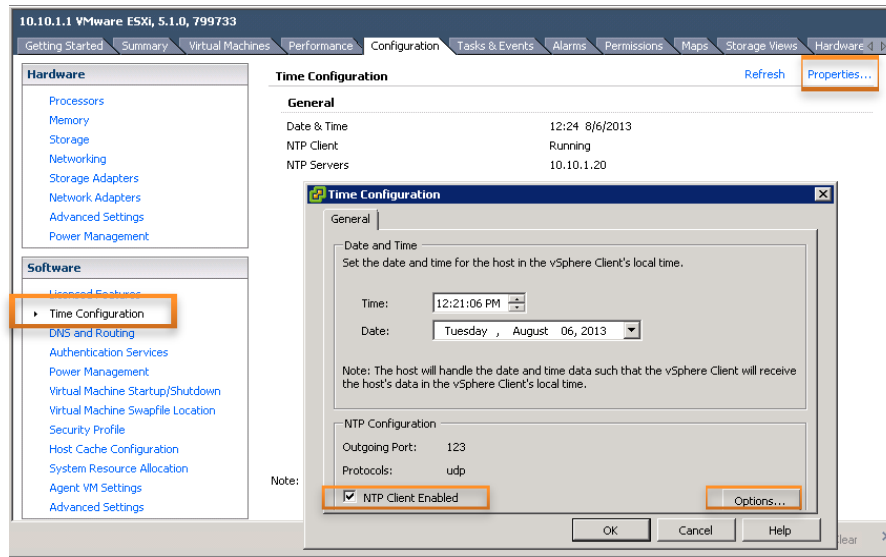 10.10.1.1 VMware ESXi, 5.1.0, 799733
Getting Started Summary Virtual Machines Performance Configuration Tasks & Events Alarms Permissions Maps Storage Views Hardware
Hardware
Processors
Memory
Storage
Networking
Storage Adapters
Network Adapters
Advanced Settings
Power Management
Software
Licensed Features
Time Configuration
DNS and Routing
Authentication Services
Power Management
Virtual Machine Startup/Shutdown
Virtual Machine Swapfile Location
Security Profile
Host Cache Configuration
System Resource Allocation
Agent VM Settings
Advanced Settings
Time Configuration Refresh Properties...
General
Date & Time 12:24 8/6/2013
NTP Client Running
NTP Servers 10.10.1.20
Note:
Time Configuration
General
Date and Time
Set the date and time for the host in the vSphere Client's local time.
Time: 12:21:06 PM
Date: Tuesday , August 06, 2013
Note: The host will handle the date and time data such that the vSphere Client will receive
the host's data in the vSphere Client's local time.
NTP Configuration
Outgoing Port: 123
Protocols: udp
NTP Client Enabled Options...
OK Cancel Help